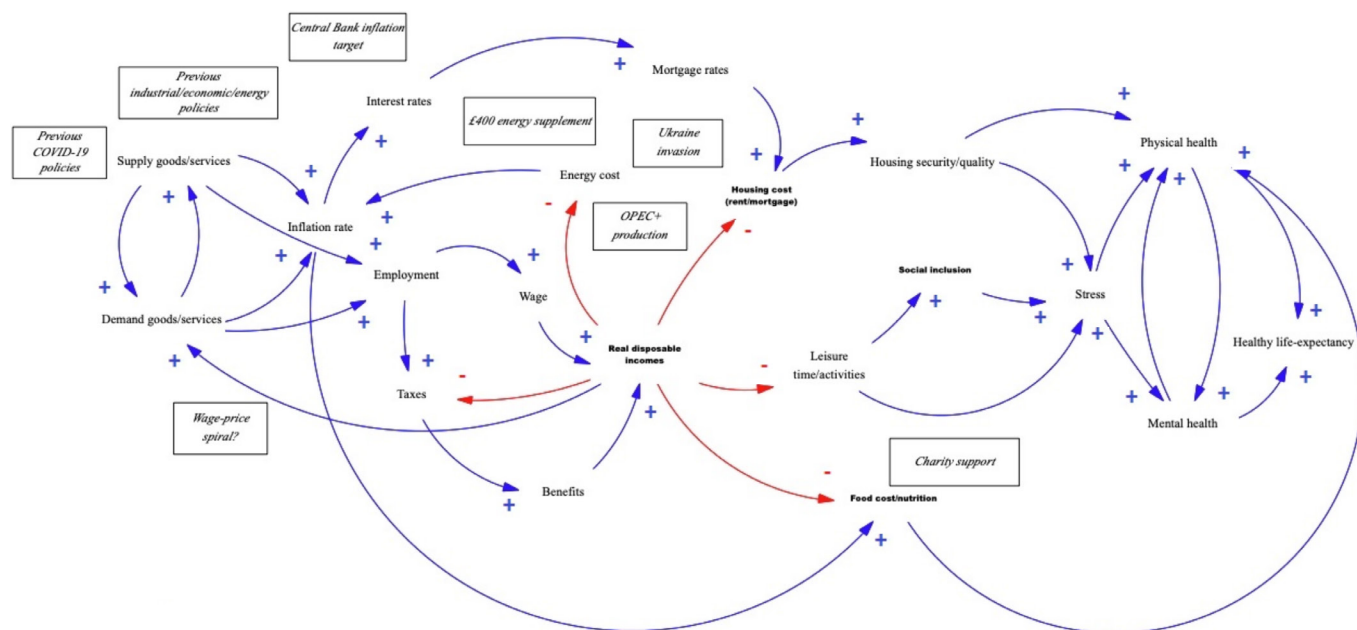 Central Bank inflation
target
Previous
industrial/economic/energy
policies
Previous
COVID-19
policies
Supply goods/services
Interest rates
Mortgage rates
£400 energy supplement
Ukraine
invasion
Energy cost
OPEC+
production
Housing cost
(rent/mortgage)
Housing security/quality
Physical health
Inflation rate
Employment
Wage
Demand goods/services
Real disposable
incomes
Social inclusion
Stress
Leisure
time/activities
Healthy life-expectancy
Taxes
Mental health
Wage-price
spiral?
Benefits
Charity support
Food cost/nutrition